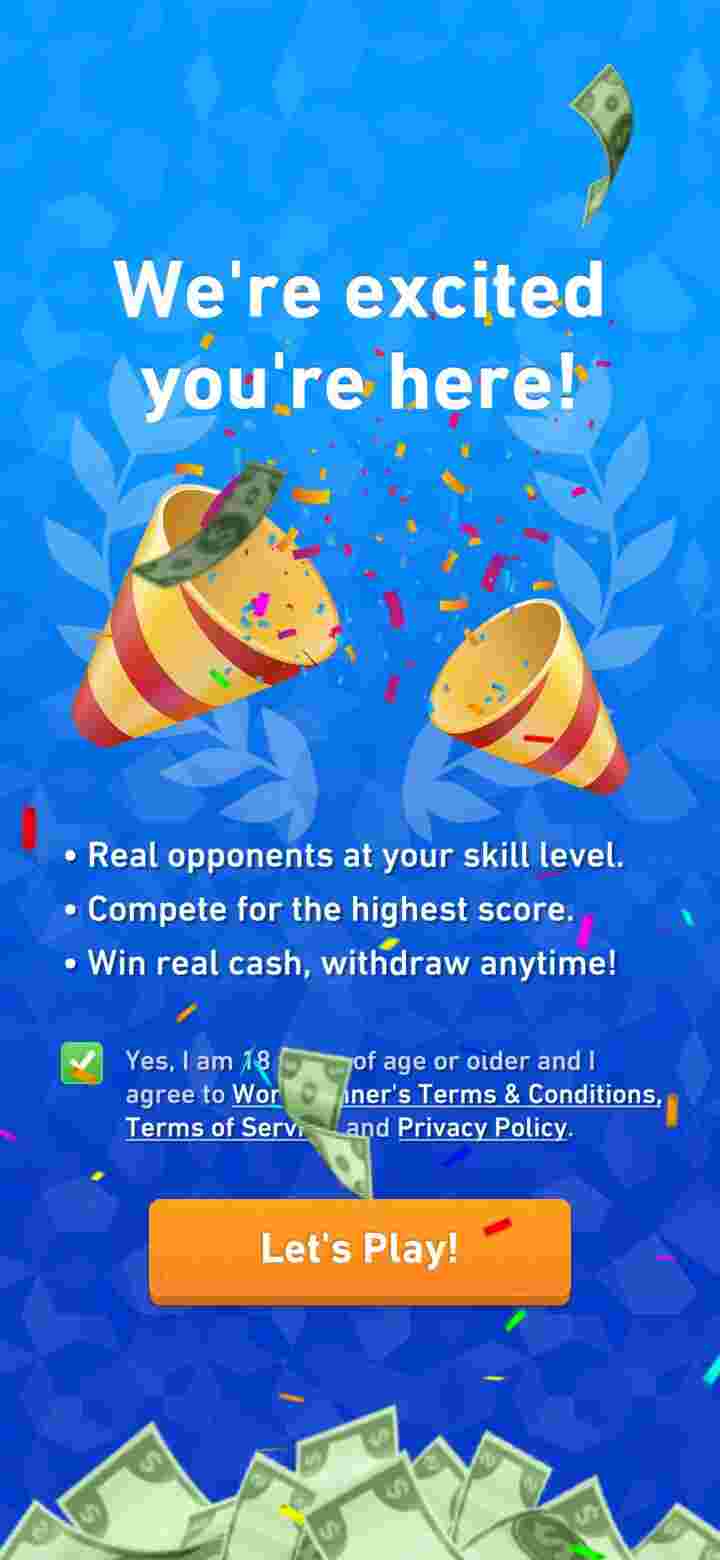 We're excited
you're here!
• Real opponents at your skill level.
• Compete for the highest score.
• Win real cash, withdraw anytime!
Yes, I am 18 of age or older and I
agree to Terms & Conditions,
Terms of and Privacy Policy.
Let's Play!